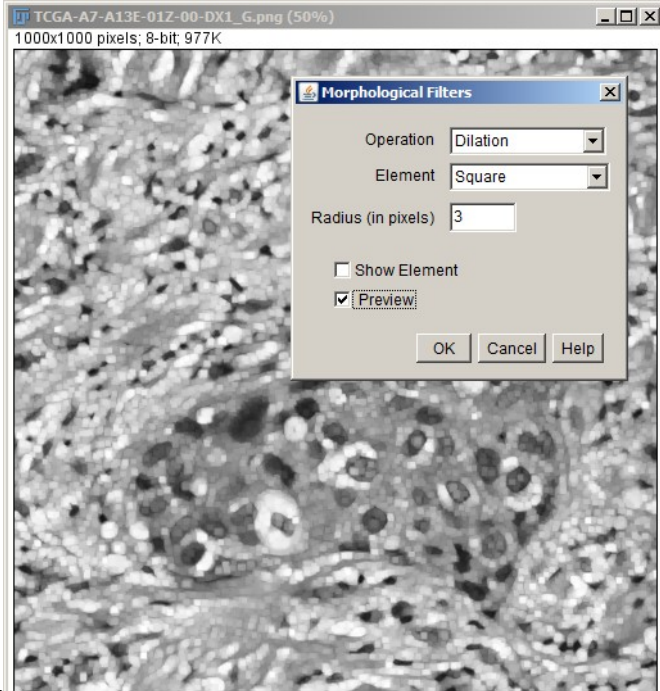 TCGA-A7-A13E-01Z-00-DX1_G.png (50%)
1000x1000 pixels; 8-bit; 977K
Morphological Filters
Operation Dilation
Element Square
Radius (in pixels) 3
Show Element
Preview
OK Cancel Help